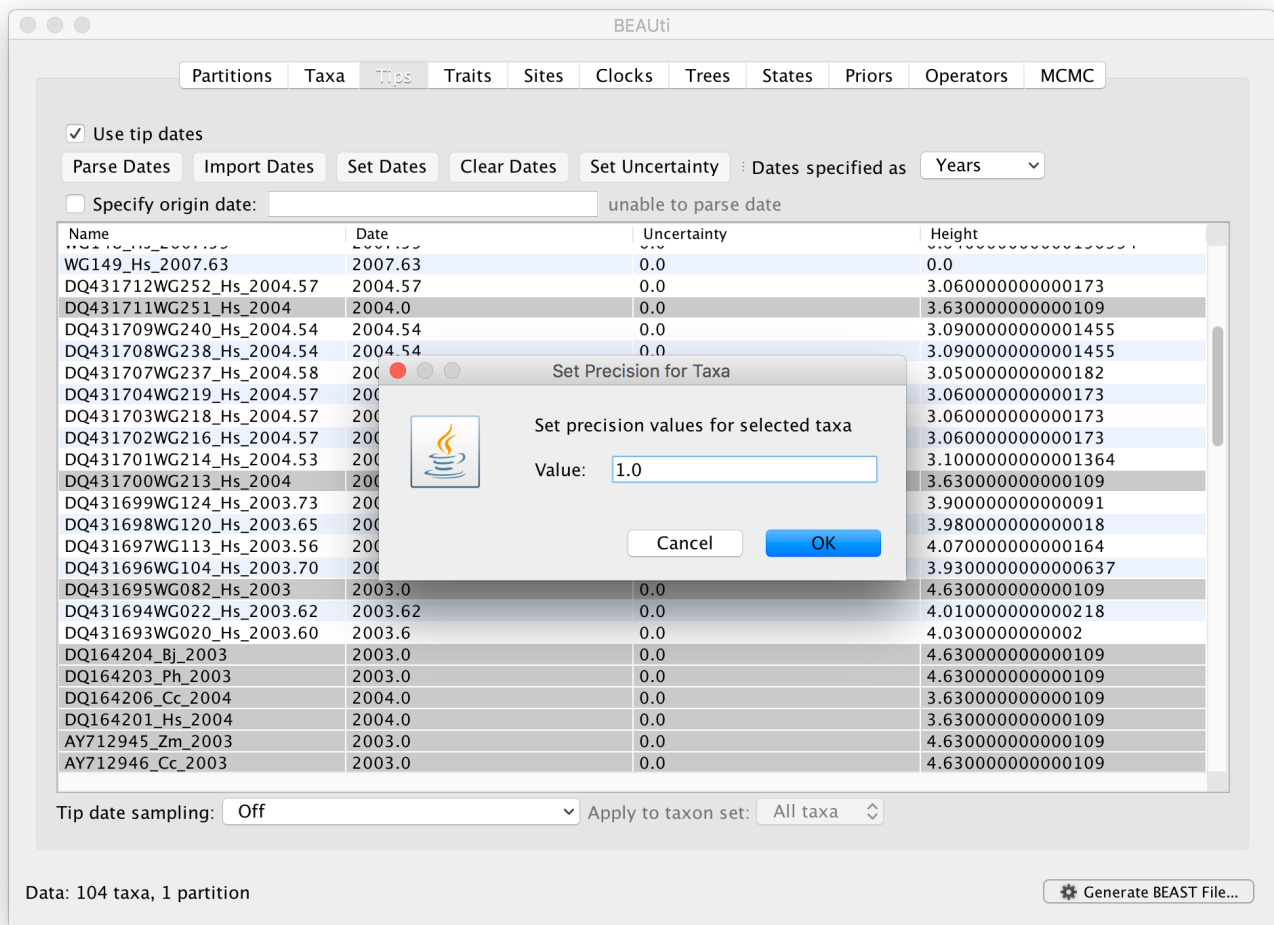 BEAUti
Partitions Taxa Tips Traits Sites Clocks Trees States Priors Operators MCMC
Use tip dates
Parse Dates Import Dates Set Dates Clear Dates Set Uncertainty Dates specified as Years
Specify origin date: unable to parse date
Name Date Uncertainty Height
WG149_Hs_2007.63 2007.63 0.0 0.0
DQ431712WG252_Hs_2004.57 2004.57 0.0 3.060000000000173
DQ431711WG251_Hs_2004 2004.0 0.0 3.630000000000109
DQ431709WG240_Hs_2004.54 2004.54 0.0 3.0900000000001455
DQ431708WG238_Hs_2004.54 2004.54 0.0 3.0900000000001455
DQ431707WG237_Hs_2004.58 200 3.050000000000182
DQ431704WG219_Hs_2004.57 200 3.060000000000173
DQ431703WG218_Hs_2004.57 200 3.060000000000173
DQ431702WG216_Hs_2004.57 200 3.060000000000173
DQ431701WG214_Hs_2004.53 200 3.1000000000001364
DQ431700WG213_Hs_2004 200 3.630000000000109
DQ431699WG124_Hs_2003.73 200 3.900000000000091
DQ431698WG120_Hs_2003.65 200 3.980000000000018
DQ431697WG113_Hs_2003.56 200 4.070000000000164
DQ431696WG104_Hs_2003.70 200 3.9300000000000637
DQ431695WG082_Hs_2003 2003.0 0.0 4.630000000000109
DQ431694WG022_Hs_2003.62 2003.62 0.0 4.010000000000218
DQ431693WG020_Hs_2003.60 2003.6 0.0 4.0300000000002
DQ164204_Bj_2003 2003.0 0.0 4.630000000000109
DQ164203_Ph_2003 2003.0 0.0 4.630000000000109
DQ164206_Cc_2004 2004.0 0.0 3.630000000000109
DQ164201_Hs_2004 2004.0 0.0 3.630000000000109
AY712945_Zm_2003 2003.0 0.0 4.630000000000109
AY712946_Cc_2003 2003.0 0.0 4.630000000000109
Set Precision for Taxa
Set precision values for selected taxa
Value: 1.0
Cancel OK
Tip date sampling: Off Apply to taxon set: All taxa
Data: 104 taxa, 1 partition
Generate BEAST File...